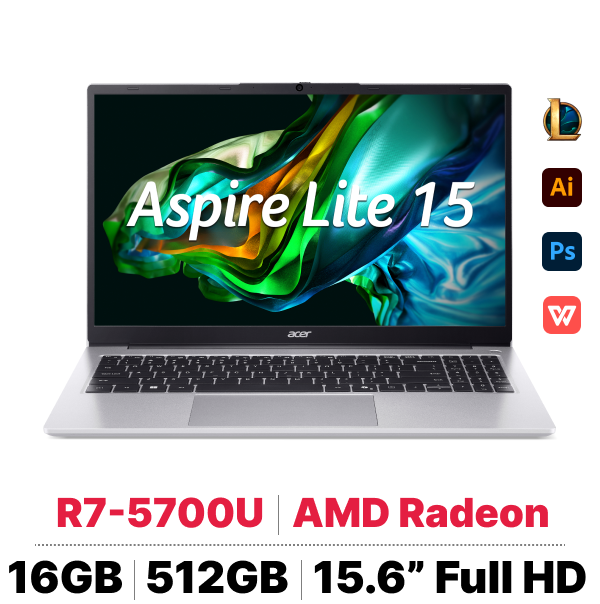 Aspire Lite 15
acer
Ai
Ps
W
R7-5700U | AMD Radeon
16GB | 512GB | 15.6” Full HD